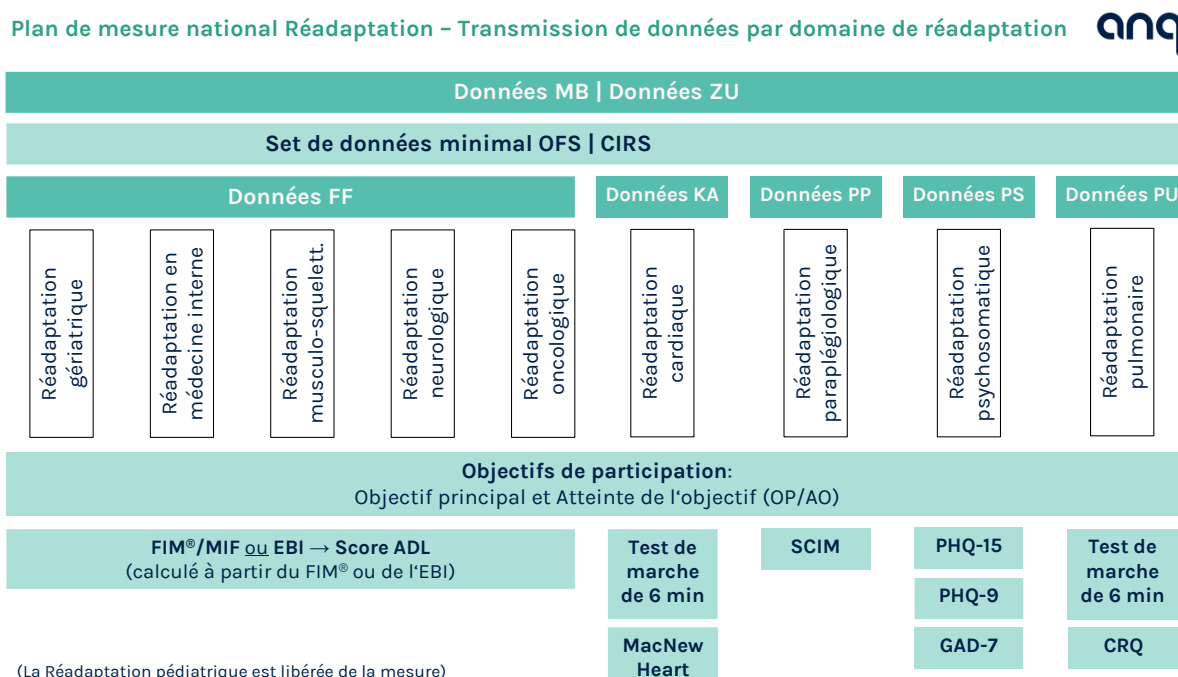 Plan de mesure national Réadaptation – Transmission de données par domaine de réadaptation
anq
Données MB | Données ZU
Set de données minimal OFS | CIRS
Données FF
Données KA
Données PP
Données PS
Données PU
Réadaptation
gériatrique
Réadaptation en
médecine interne
Réadaptation
musculo-squelett.
Réadaptation
neurologique
Réadaptation
oncologique
Réadaptation
cardiaque
Réadaptation
paraplégiologique
Réadaptation
psychosomatique
Réadaptation
pulmonaire
Objectifs de participation:
Objectif principal et Atteinte de l‘objectif (OP/AO)
FIM®/MIF ou EBI → Score ADL
(calculé à partir du FIM® ou de l‘EBI)
Test de
marche
de 6 min
MacNew
Heart
SCIM
PHQ-15
PHQ-9
GAD-7
Test de
marche
de 6 min
CRQ
(La Réadaptation pédiatrique est libérée de la mesure)